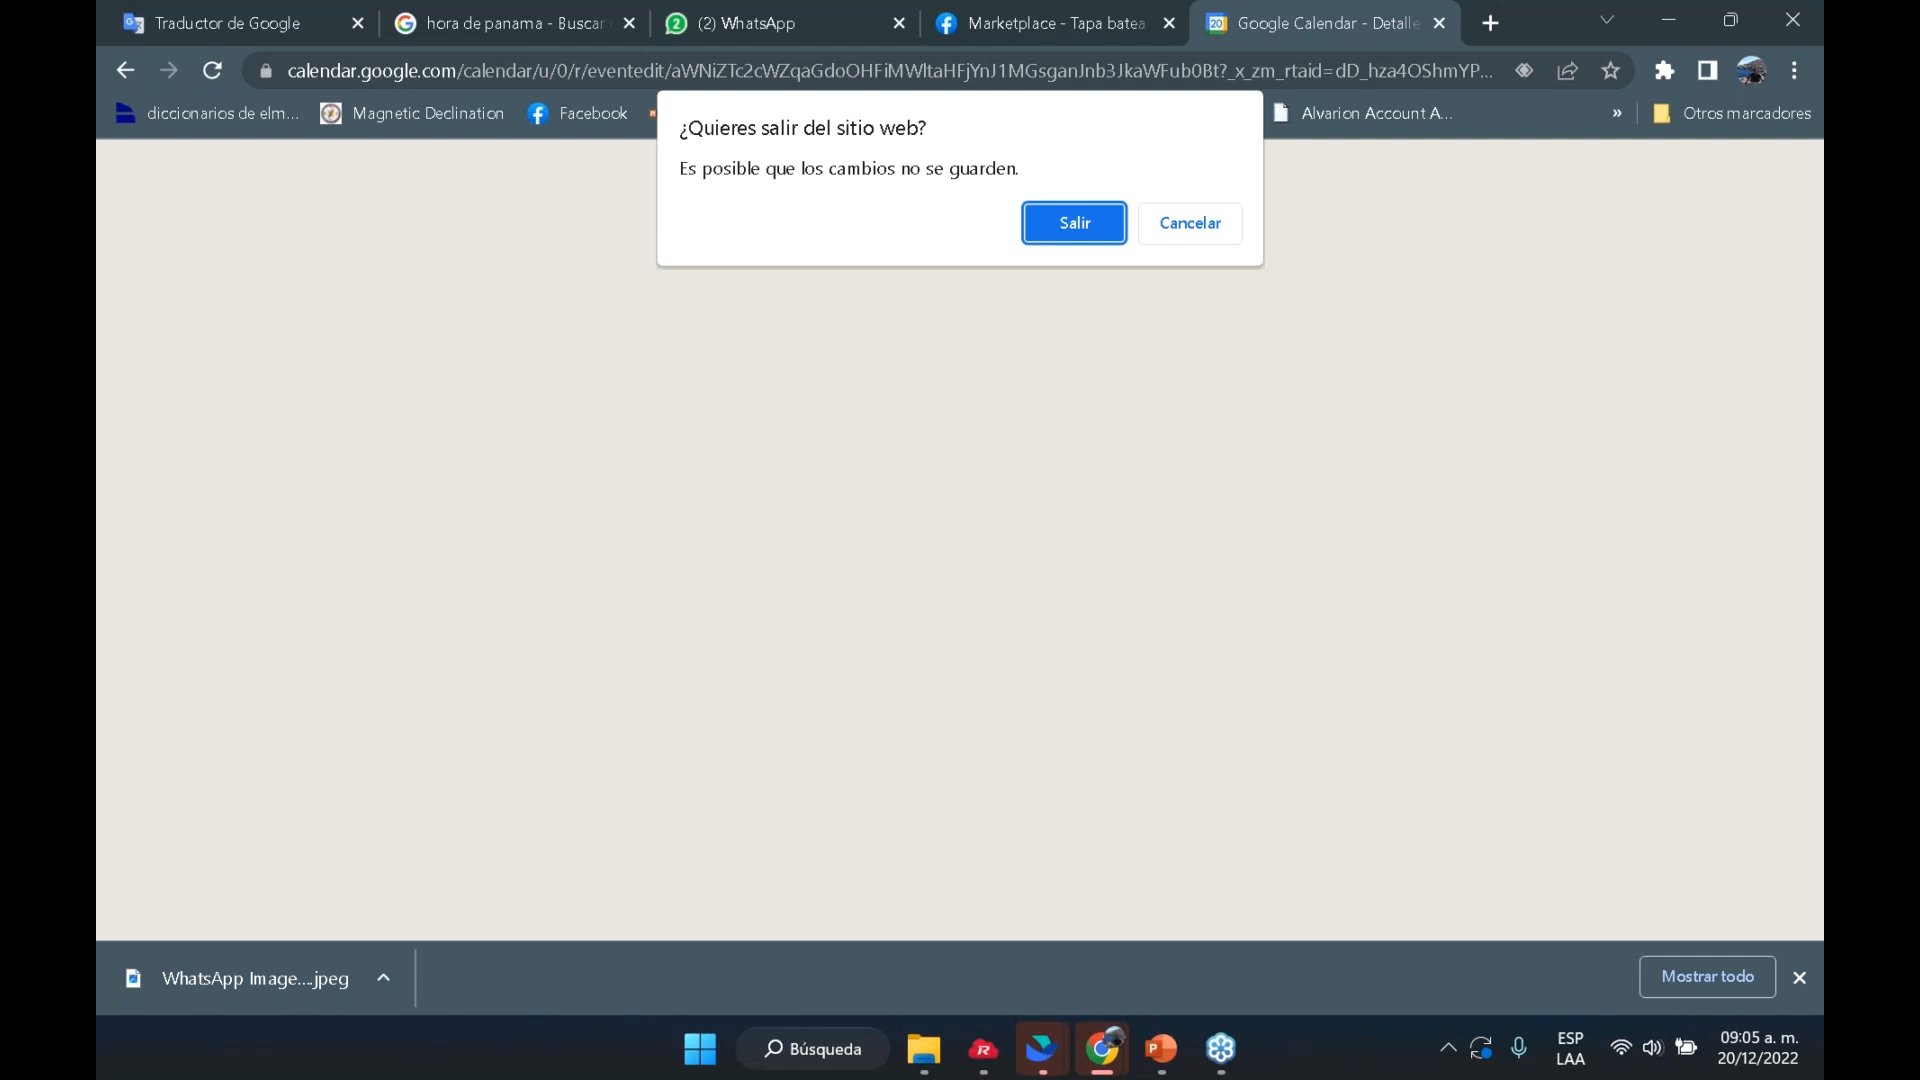 Traductor de Google
hora de panama - Buscar
2 (2) WhatsApp
Marketplace - Tapa batea
20 Google Calendar - Detalle
calendar.google.com/calendar/u/0/r/eventedit/aWNiZTc2cWZqaGdoOHFiMWltaHFjYnJ1MGsganJnb3JkaWFub0Bt?_x_zm_rtaid=dD_hza4OShmYP...
diccionarios de elm...
Magnetic Declination
Facebook
Alvarion Account A...
»
Otros marcadores
¿Quieres salir del sitio web?
Es posible que los cambios no se guarden.
Salir
Cancelar
WhatsApp Image....jpeg
Mostrar todo
Búsqueda
ESP
LAA
09:05 a. m.
20/12/2022